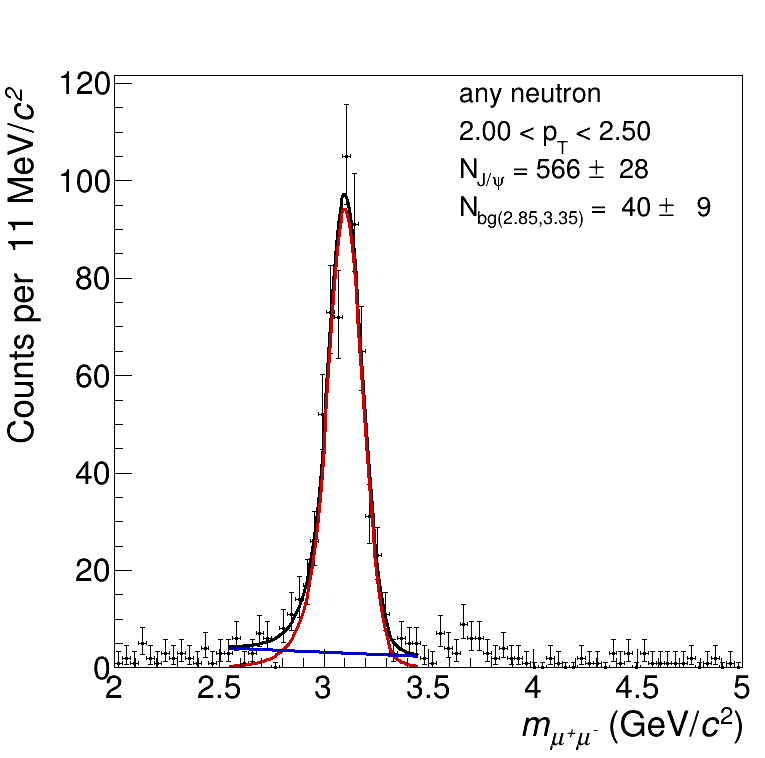 Counts per 11 MeV/c²
120
100
80
60
40
20
0
any neutron
2.00 < p_T < 2.50
N_J/ψ = 566 ± 28
N_bg(2.85,3.35) = 40 ± 9
2 2.5 3 3.5 4 4.5 5
m_μ⁺μ⁻ (GeV/c²)